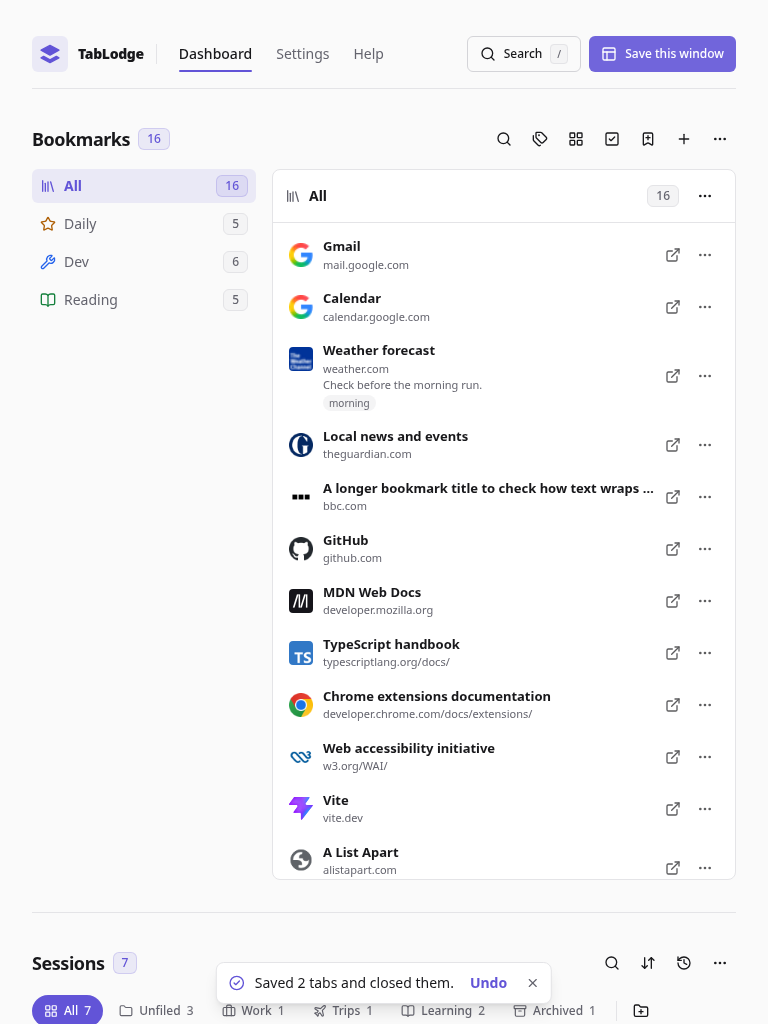 TabLodge
Dashboard Settings Help
Search /
Save this window
Bookmarks 16
All 16
Daily 5
Dev 6
Reading 5
All 16
Gmail
mail.google.com
Calendar
calendar.google.com
The Weather Channel
Weather forecast
weather.com
Check before the morning run.
morning
Local news and events
theguardian.com
A longer bookmark title to check how text wraps ...
bbc.com
GitHub
github.com
MDN Web Docs
developer.mozilla.org
TS
TypeScript handbook
typescriptlang.org/docs/
Chrome extensions documentation
developer.chrome.com/docs/extensions/
Web accessibility initiative
w3.org/WAI/
Vite
vite.dev
A List Apart
alistapart.com
Sessions 7
Saved 2 tabs and closed them. Undo
All 7 Unfiled 3 Work 1 Trips 1 Learning 2 Archived 1